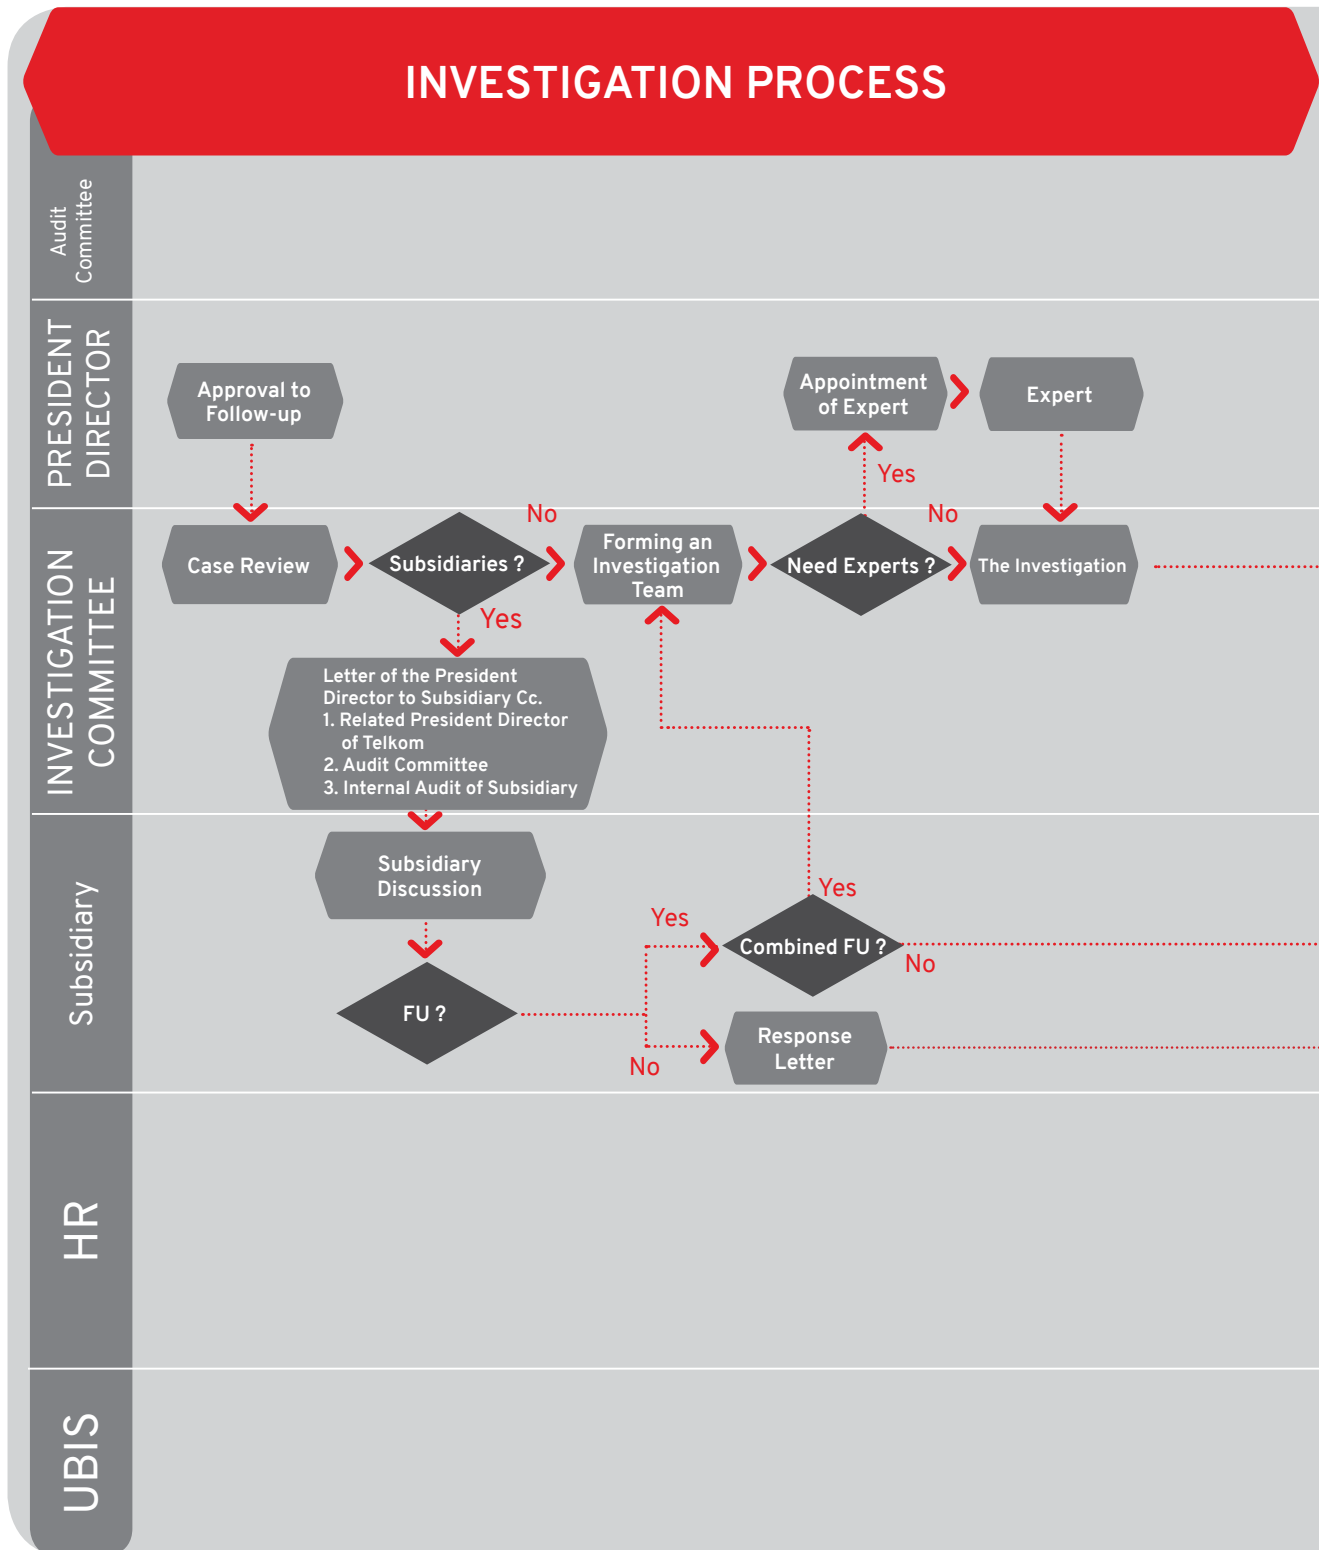 INVESTIGATION PROCESS
Audit
Committee
PRESIDENT
DIRECTOR
Approval to
Follow-up
Appointment
of Expert
Expert
Yes
INVESTIGATION
COMMITTEE
No
No
Case Review
Subsidiaries ?
Forming an
Investigation
Team
Need Experts ?
The Investigation
Yes
Letter of the President
Director to Subsidiary Cc.
1. Related President Director
of Telkom
2. Audit Committee
3. Internal Audit of Subsidiary
Subsidiary
Subsidiary
Discussion
Yes
Yes
Combined FU ?
No
FU ?
Response
Letter
No
HR
UBIS